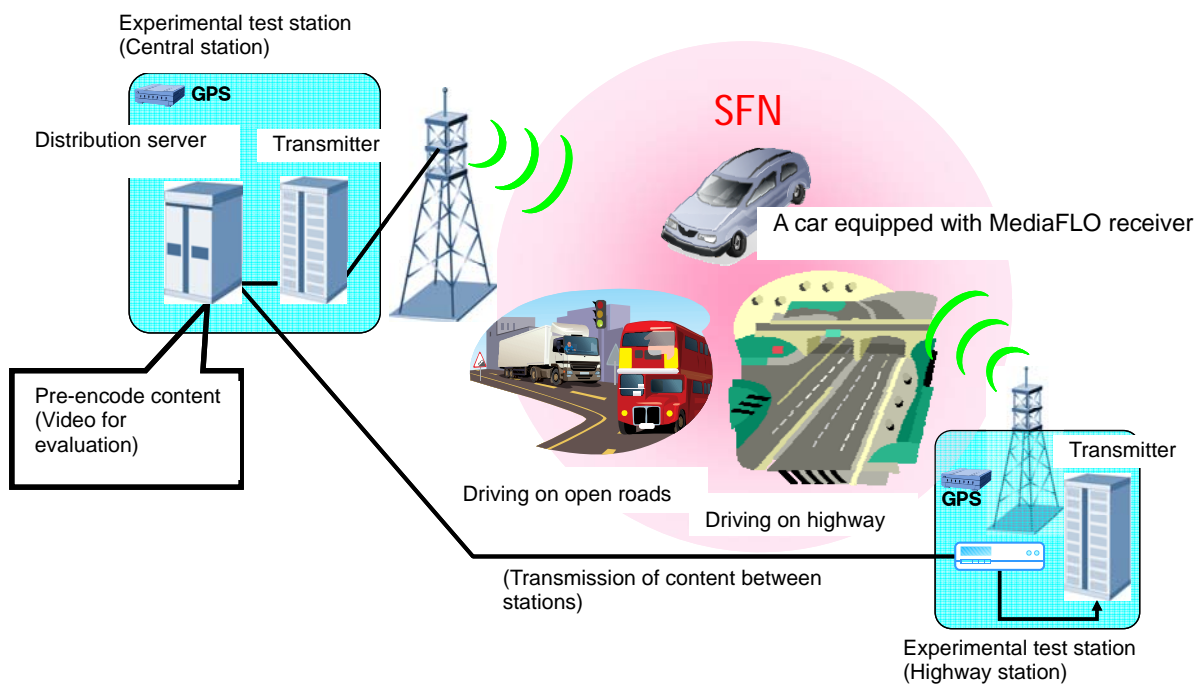 Experimental test station
(Central station)
GPS
Distribution server
Transmitter
SFN
A car equipped with MediaFLO receiver
Pre-encode content
(Video for
evaluation)
Driving on open roads
Driving on highway
Transmitter
GPS
(Transmission of content between
stations)
Experimental test station
(Highway station)